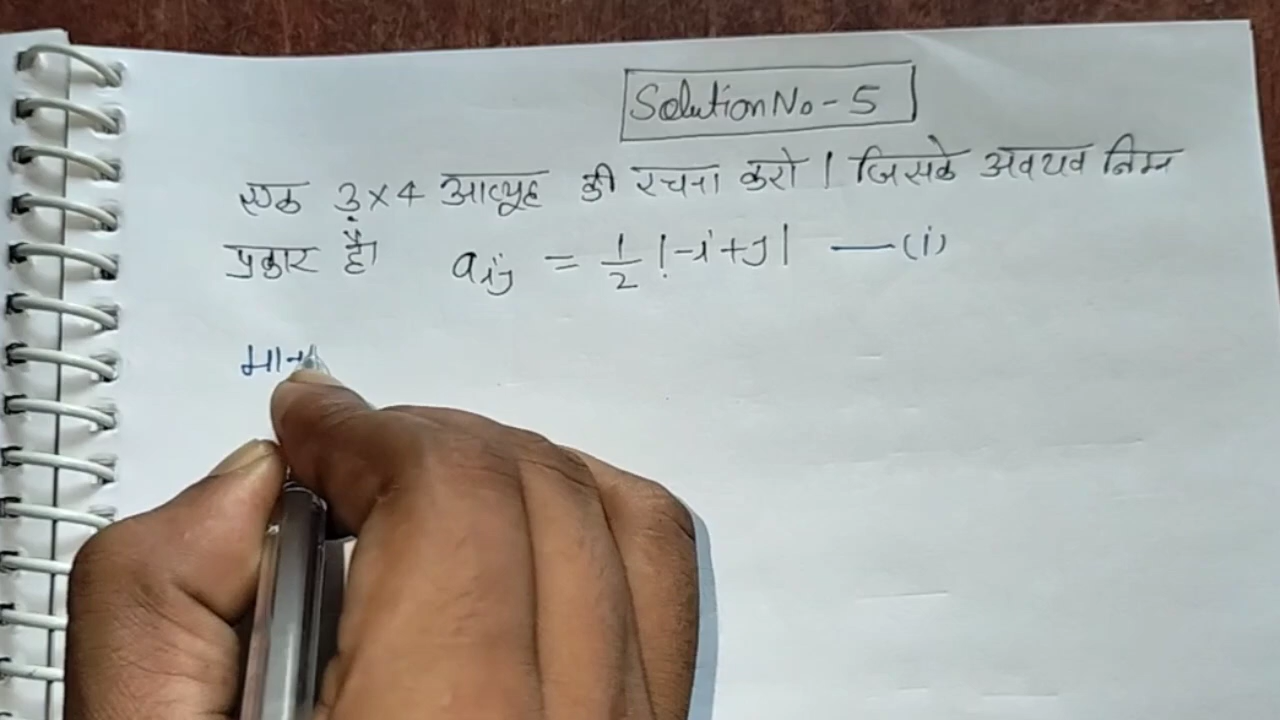 Solution No - 5
एक 3×4 आव्यूह की रचना करो। जिसके अवयव निम्न
प्रकार हैं। aij = 1/2 |-i+j| —(i)
मान